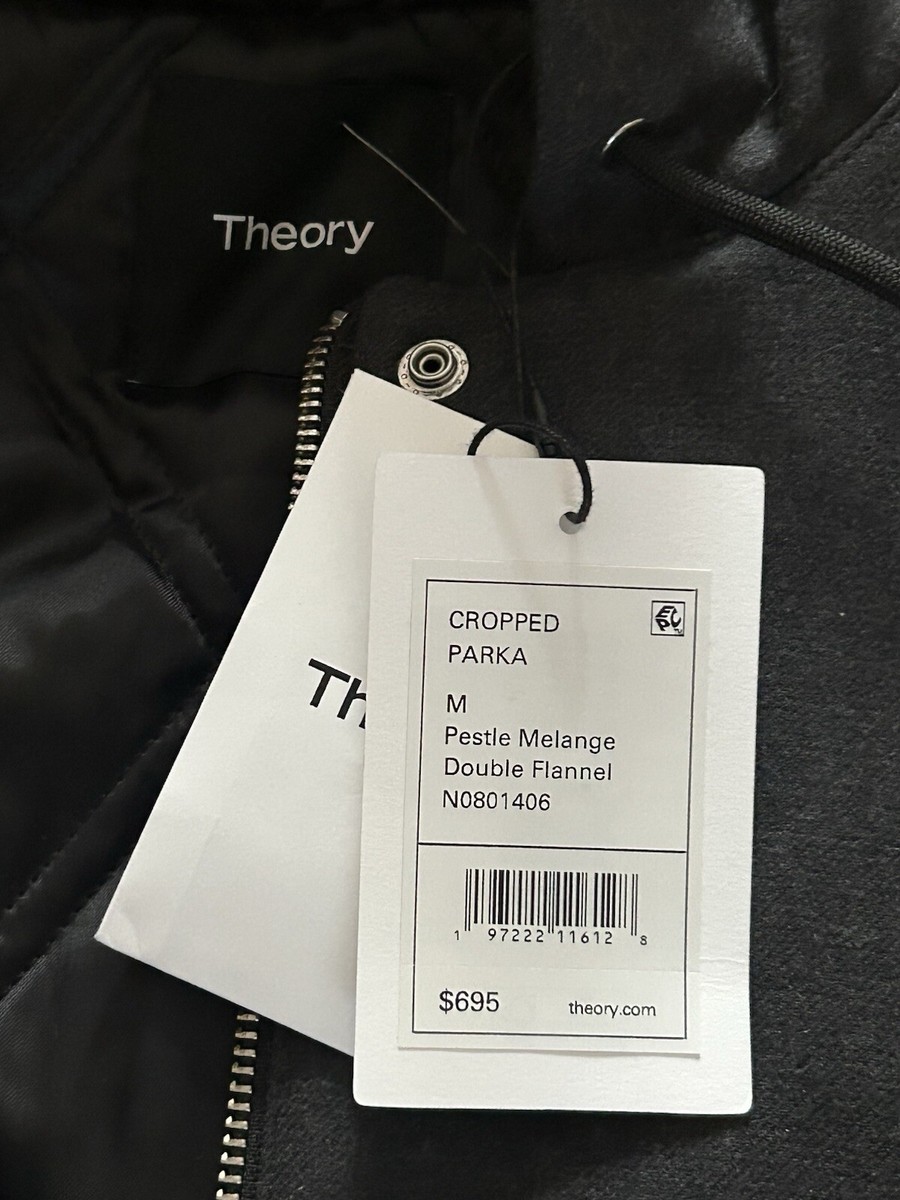 Theory
Th
CROPPED
PARKA
M
Pestle Melange
Double Flannel
N0801406
1 97222 11612 8
$695
theory.com